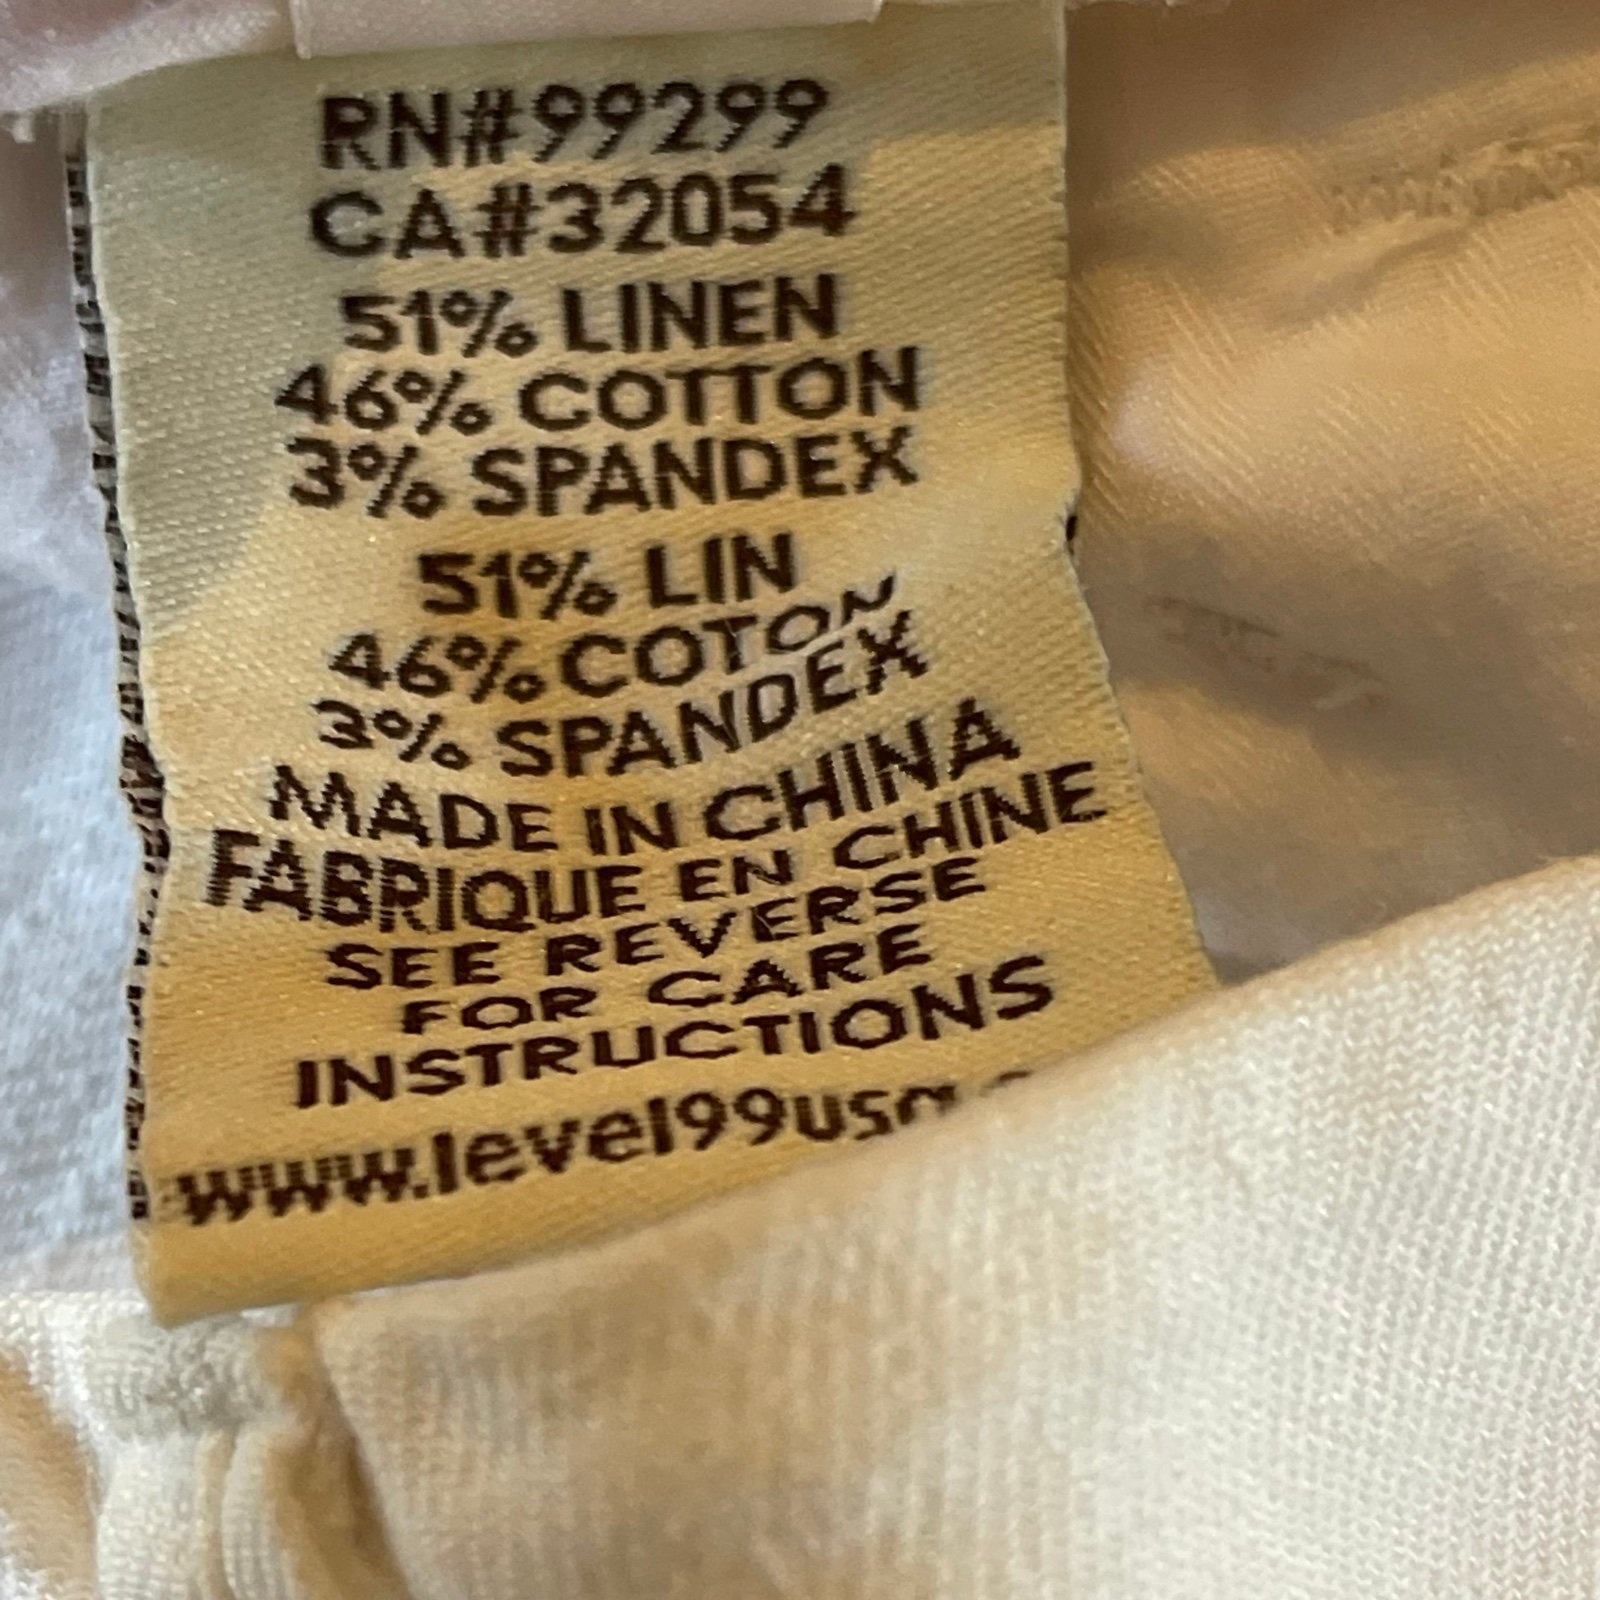 RN#99299
CA#32054
51% LINEN
46% COTTON
3% SPANDEX
51% LIN
46% COTON
3% SPANDEX
MADE IN CHINA
FABRIQUE EN CHINE
SEE REVERSE
FOR CARE
INSTRUCTIONS
www.level99usa.